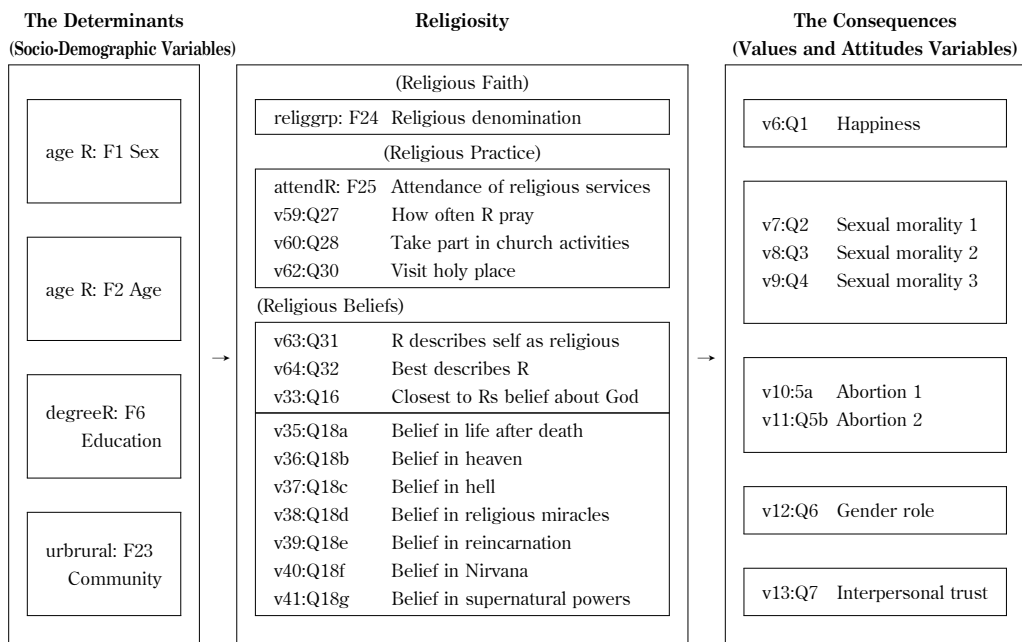 The Determinants
(Socio-Demographic Variables)
age R: F1 Sex
age R: F2 Age
degreeR: F6
Education
urbrural: F23
Community
→
Religiosity
(Religious Faith)
religgrp: F24 Religious denomination
(Religious Practice)
attendR: F25 Attendance of religious services
v59:Q27 How often R pray
v60:Q28 Take part in church activities
v62:Q30 Visit holy place
(Religious Beliefs)
v63:Q31 R describes self as religious
v64:Q32 Best describes R
v33:Q16 Closest to Rs belief about God
v35:Q18a Belief in life after death
v36:Q18b Belief in heaven
v37:Q18c Belief in hell
v38:Q18d Belief in religious miracles
v39:Q18e Belief in reincarnation
v40:Q18f Belief in Nirvana
v41:Q18g Belief in supernatural powers
→
The Consequences
(Values and Attitudes Variables)
v6:Q1 Happiness
v7:Q2 Sexual morality 1
v8:Q3 Sexual morality 2
v9:Q4 Sexual morality 3
v10:5a Abortion 1
v11:Q5b Abortion 2
v12:Q6 Gender role
v13:Q7 Interpersonal trust